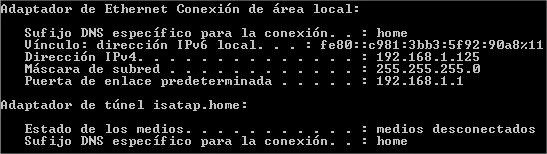 Adaptador de Ethernet Conexión de área local:
Sufijo DNS específico para la conexión. . : home
Vínculo: dirección IPv6 local. . . : fe80::c981:3bb3:5f92:90a8%11
Dirección IPv4. . . . . . . . . . . . . . : 192.168.1.125
Máscara de subred . . . . . . . . . . . . : 255.255.255.0
Puerta de enlace predeterminada . . . . . : 192.168.1.1
Adaptador de túnel isatap.home:
Estado de los medios. . . . . . . . . . . : medios desconectados
Sufijo DNS específico para la conexión. . : home